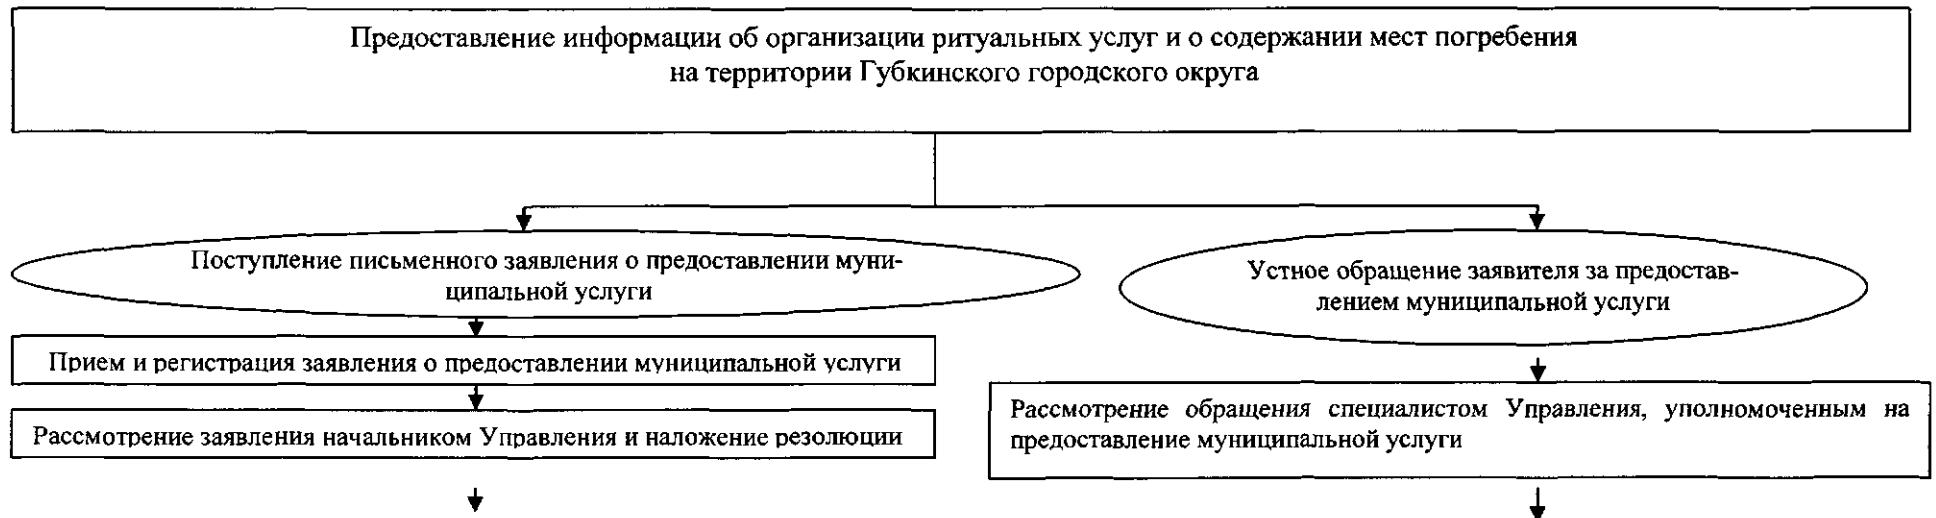 Предоставление информации об организации ритуальных услуг и о содержании мест погребения
на территории Губкинского городского округа
Поступление письменного заявления о предоставлении муни-
ципальной услуги
Устное обращение заявителя за предостав-
лением муниципальной услуги
Прием и регистрация заявления о предоставлении муниципальной услуги
Рассмотрение заявления начальником Управления и наложение резолюции
Рассмотрение обращения специалистом Управления, уполномоченным на
предоставление муниципальной услуги